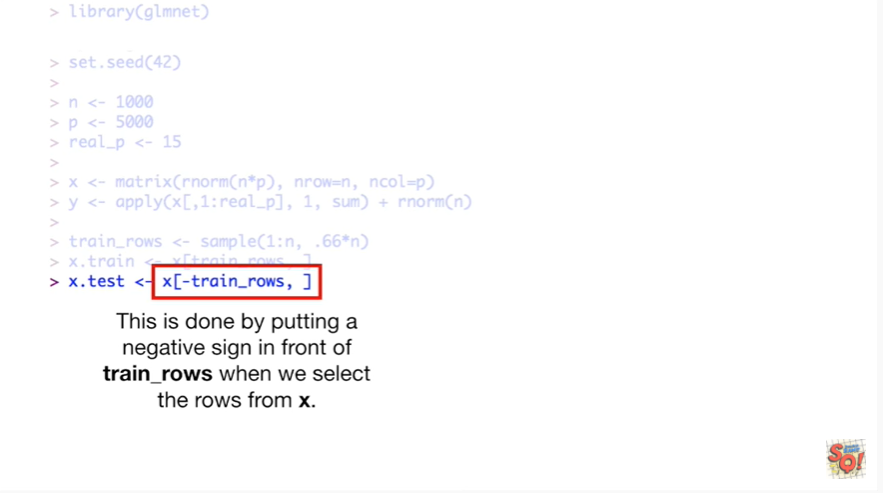 > library(glmnet)
> set.seed(42)
>
> n <- 1000
> p <- 5000
> real_p <- 15
>
> x <- matrix(rnorm(n*p), nrow=n, ncol=p)
> y <- apply(x[,1:real_p], 1, sum) + rnorm(n)
>
> train_rows <- sample(1:n, .66*n)
> x.train <- x[train_rows, ]
> x.test <- x[-train_rows, ]
This is done by putting a
negative sign in front of
train_rows when we select
the rows from x.
SQ!